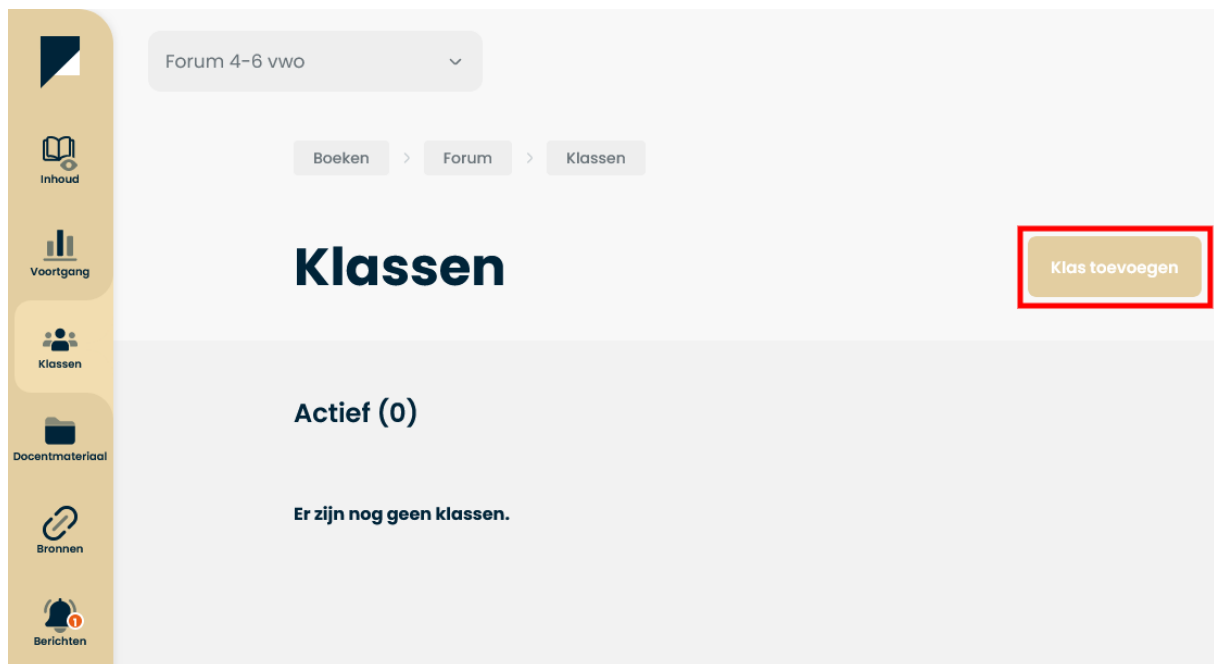 Forum 4-6 vwo
Boeken > Forum > Klassen
Klassen
Klas toevoegen
Inhoud
Voortgang
Klassen
Docentmateriaal
Bronnen
1
Berichten
Actief (0)
Er zijn nog geen klassen.